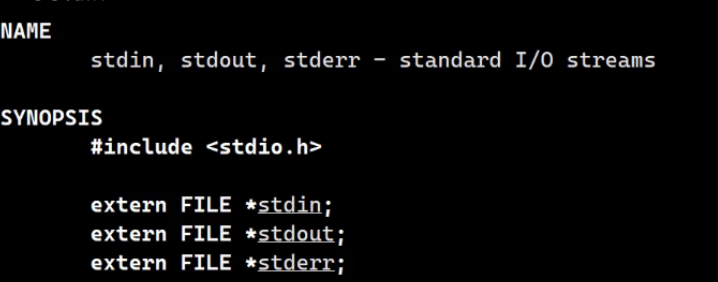 NAME
stdin, stdout, stderr - standard I/O streams
SYNOPSIS
#include <stdio.h>
extern FILE *stdin;
extern FILE *stdout;
extern FILE *stderr;